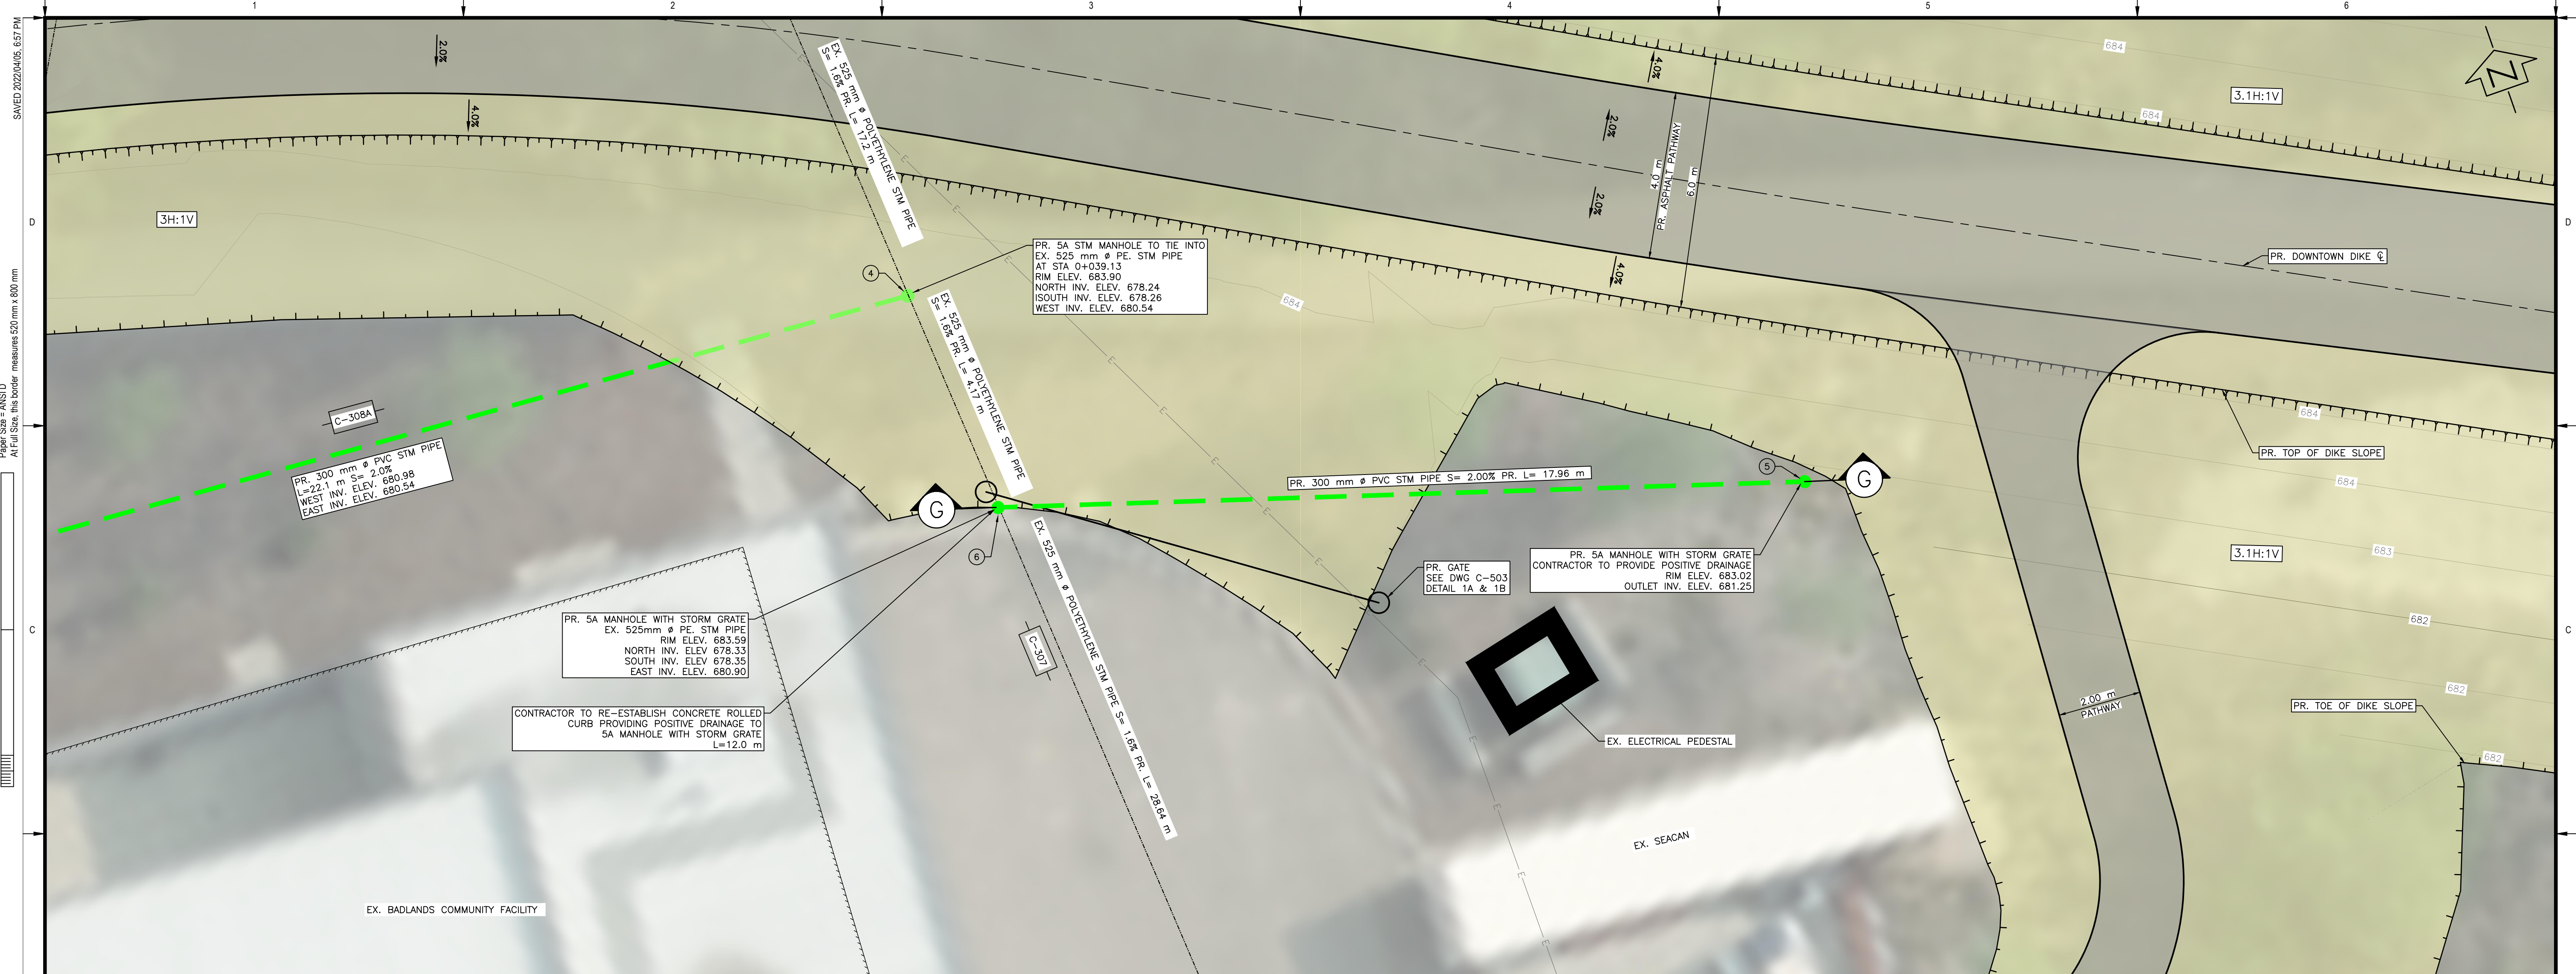 1
2
3
4
5
6
SAVED 2022/04/05, 6:57 PM
At Full Size, this border measures 520 mm x 800 mm
D
C
D
C
2.0%
4.0%
4.0%
2.0%
2.0%
4.0%
EX. 525 mm ø POLYETHYLENE STM PIPE
S= 1.6% PR. L= 17.2 m
684
684
3.1H:1V
N
4.0 m
PR. ASPHALT PATHWAY
6.0 m
3H:1V
PR. DOWNTOWN DIKE ℄
4
PR. 5A STM MANHOLE TO TIE INTO
EX. 525 mm ø PE. STM PIPE
AT STA 0+039.13
RIM ELEV. 683.90
NORTH INV. ELEV. 678.24
ISOUTH INV. ELEV. 678.26
WEST INV. ELEV. 680.54
684
EX. 525 mm ø POLYETHYLENE STM PIPE
S= 1.6% PR. L= 4.17 m
E
E
E
E
E
E
E
E
E
E
E
C-308A
PR. 300 mm ø PVC STM PIPE
L=22.1 m S= 2.0%
WEST INV. ELEV. 680.98
EAST INV. ELEV. 680.54
684
PR. TOP OF DIKE SLOPE
684
PR. 300 mm ø PVC STM PIPE S= 2.00% PR. L= 17.96 m
5
G
G
6
EX. 525 mm ø POLYETHYLENE STM PIPE S= 1.6% PR. L= 28.64 m
PR. GATE
SEE DWG C-503
DETAIL 1A & 1B
PR. 5A MANHOLE WITH STORM GRATE
CONTRACTOR TO PROVIDE POSITIVE DRAINAGE
RIM ELEV. 683.02
OUTLET INV. ELEV. 681.25
3.1H:1V
683
682
682
682
PR. 5A MANHOLE WITH STORM GRATE
EX. 525mm ø PE. STM PIPE
RIM ELEV. 683.59
NORTH INV. ELEV 678.33
SOUTH INV. ELEV 678.35
EAST INV. ELEV. 680.90
C-307
CONTRACTOR TO RE-ESTABLISH CONCRETE ROLLED
CURB PROVIDING POSITIVE DRAINAGE TO
5A MANHOLE WITH STORM GRATE
L=12.0 m
2.00 m
PATHWAY
PR. TOE OF DIKE SLOPE
EX. ELECTRICAL PEDESTAL
EX. SEACAN
EX. BADLANDS COMMUNITY FACILITY